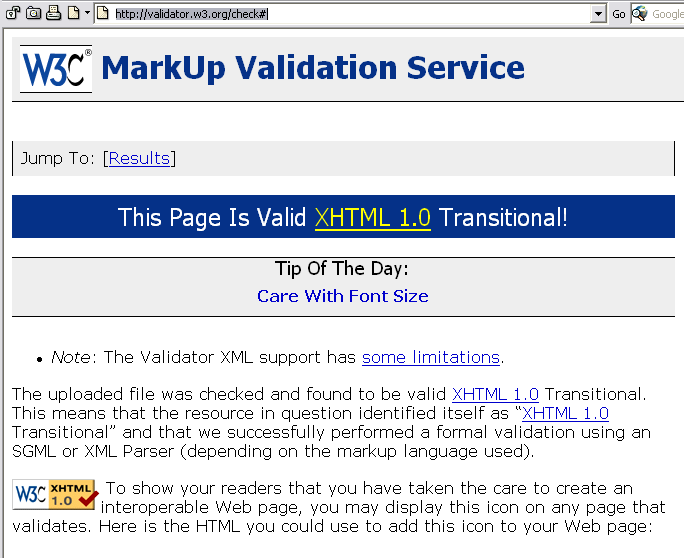 http://validator.w3.org/check#
Go
Google
W3C® MarkUp Validation Service
Jump To: [Results]
This Page Is Valid XHTML 1.0 Transitional!
Tip Of The Day:
Care With Font Size
• Note: The Validator XML support has some limitations.
The uploaded file was checked and found to be valid XHTML 1.0 Transitional.
This means that the resource in question identified itself as “XHTML 1.0
Transitional” and that we successfully performed a formal validation using an
SGML or XML Parser (depending on the markup language used).
W3C XHTML 1.0
To show your readers that you have taken the care to create an
interoperable Web page, you may display this icon on any page that
validates. Here is the HTML you could use to add this icon to your Web page: